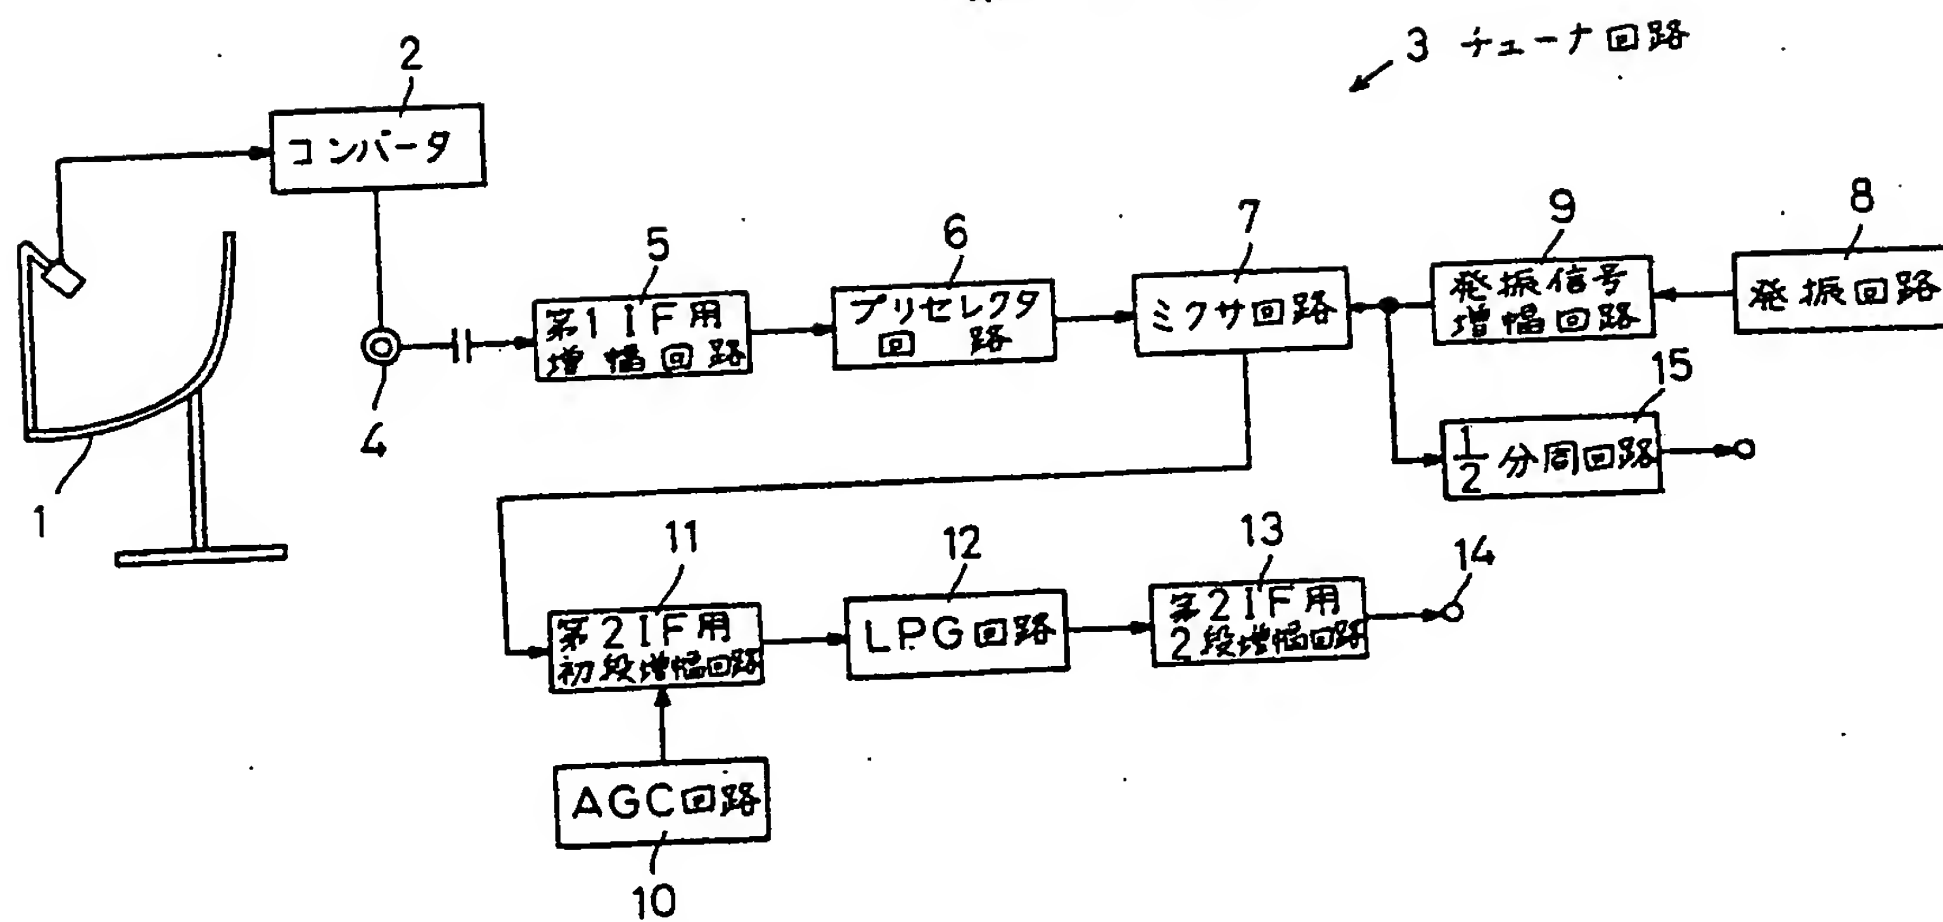 3 チューナ回路
2
コンバータ
5
第1IF用
増幅回路
6
プリセレクタ
回路
7
ミクサ回路
9
発振信号
増幅回路
8
発振回路
4
1
15
1/2 分周回路
11
第2IF用
初段増幅回路
12
LPG回路
13
第2IF用
2段増幅回路
14
AGC回路
10